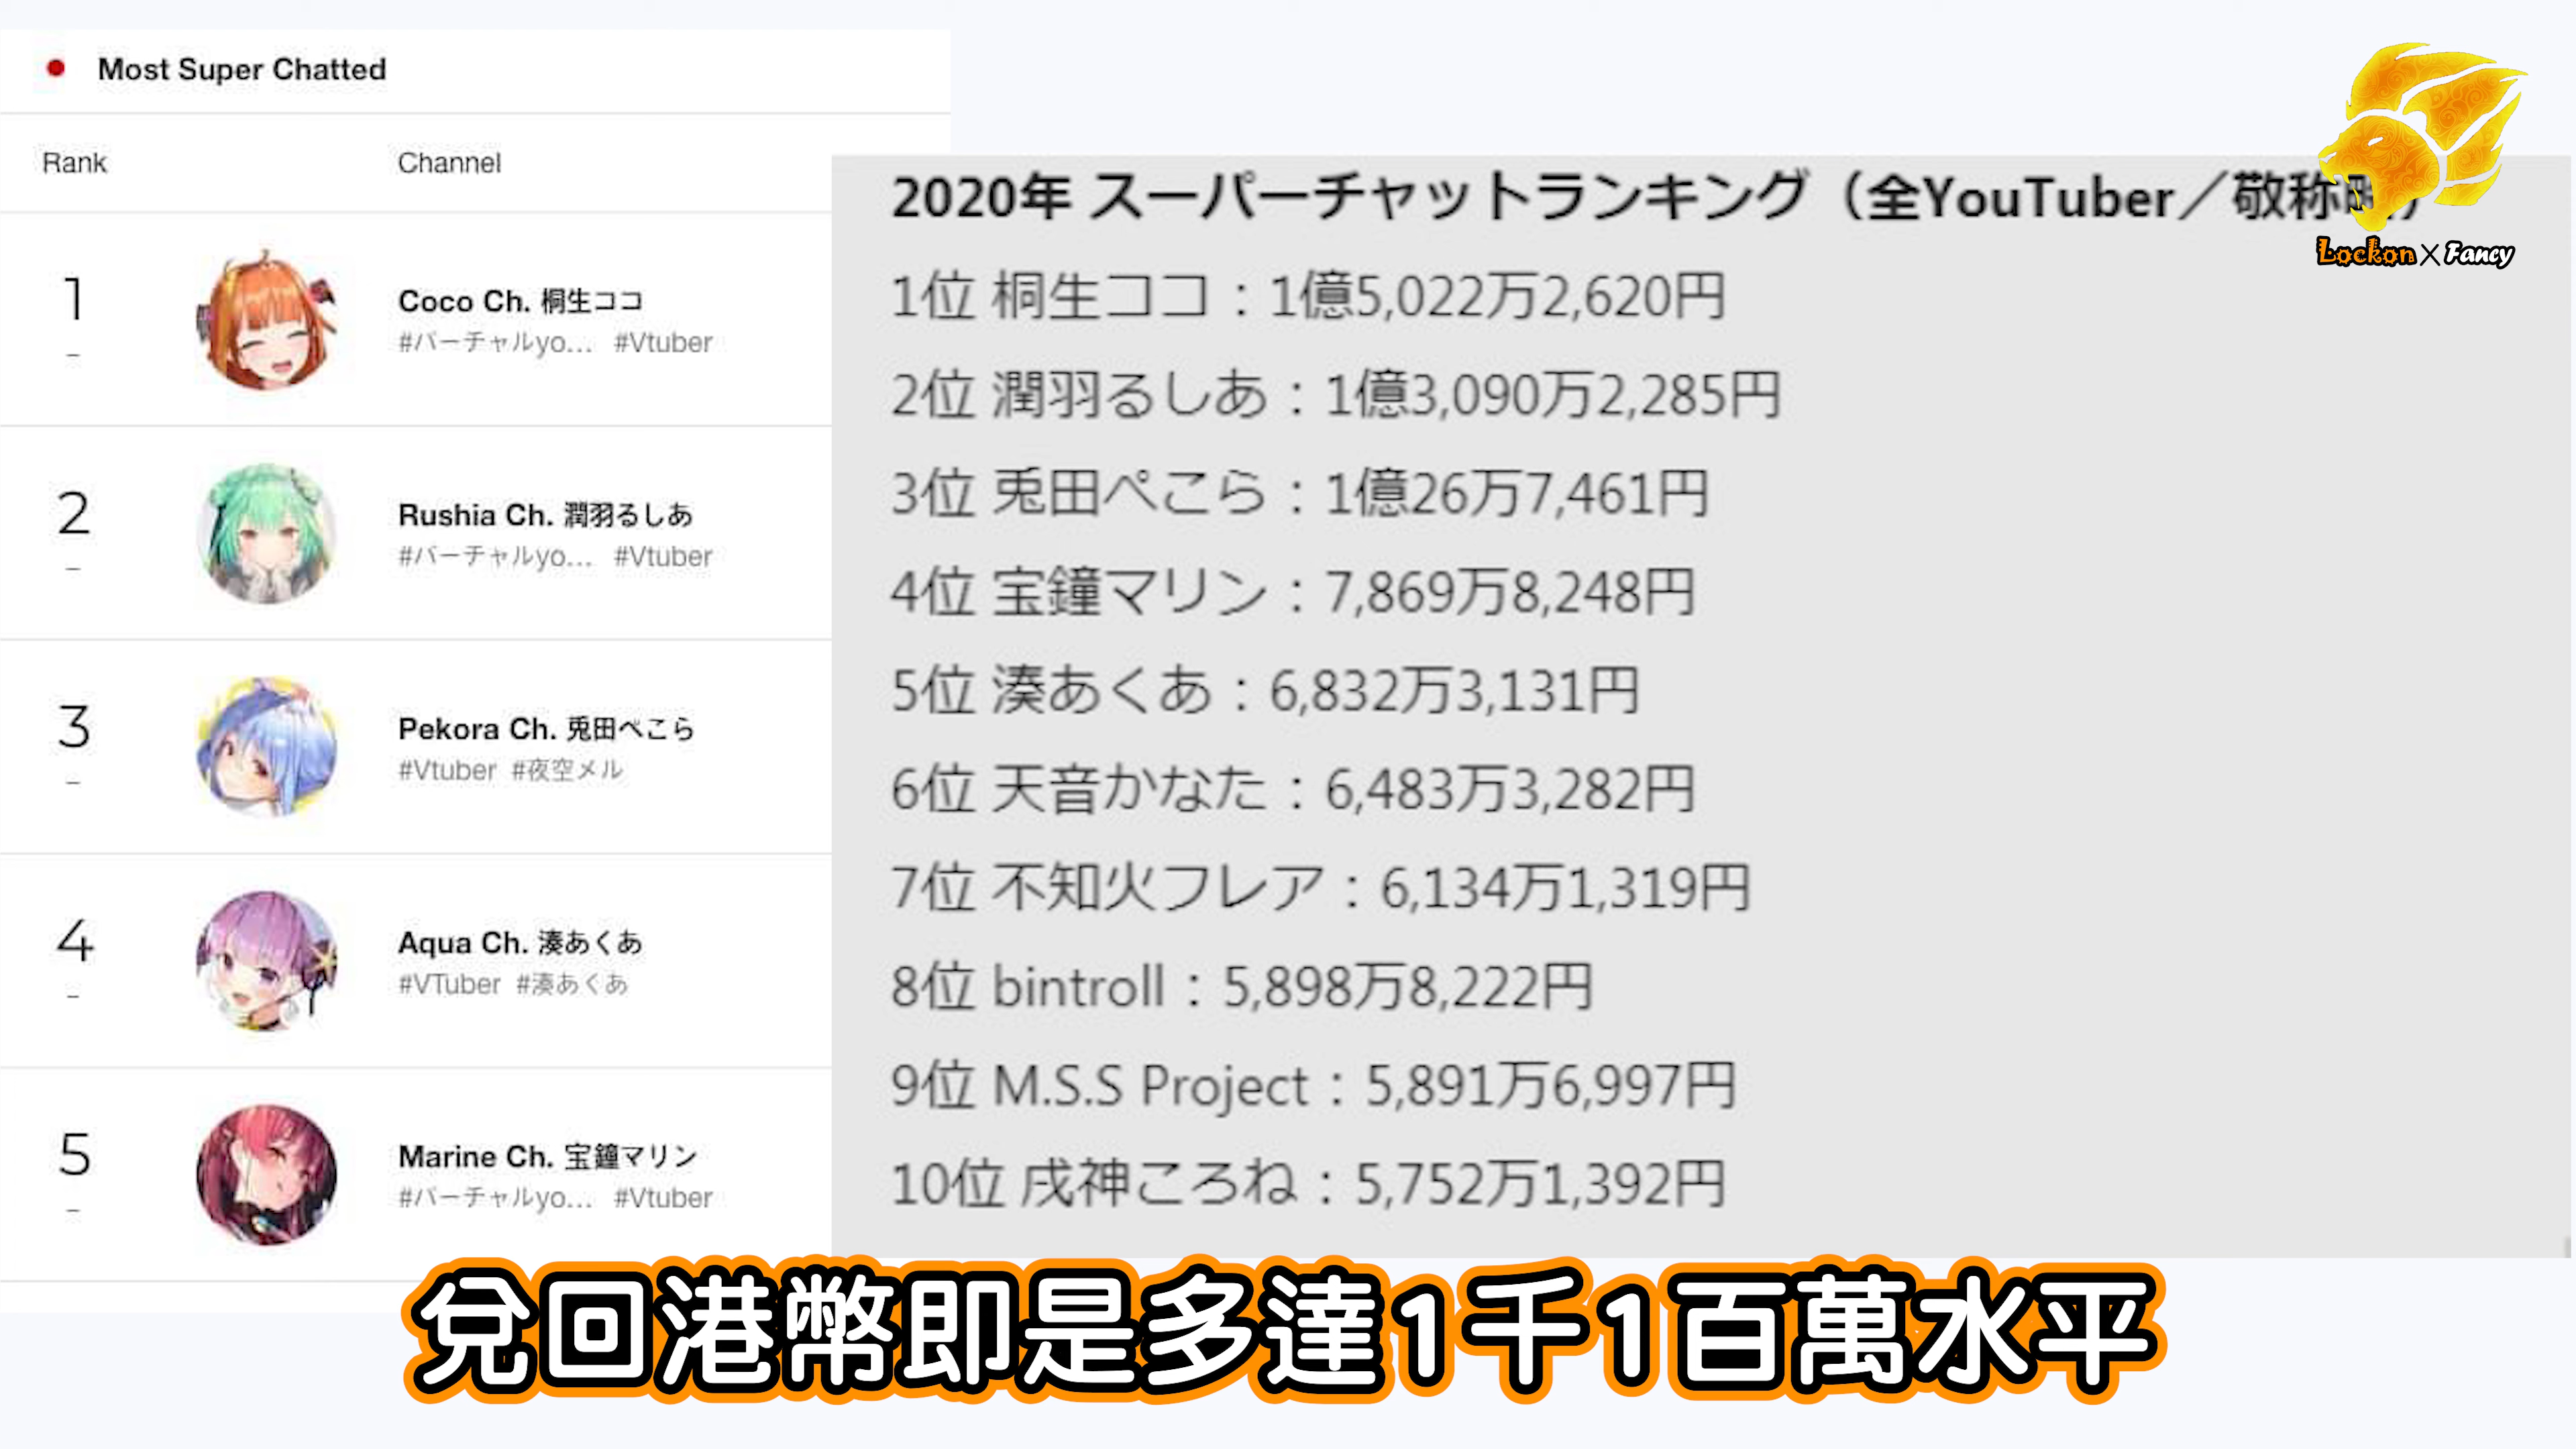 Most Super Chatted
Rank Channel
1 Coco Ch. 桐生ココ
#バーチャルyo... #Vtuber
2 Rushia Ch. 潤羽るしあ
#バーチャルyo... #Vtuber
3 Pekora Ch. 兎田ぺこら
#Vtuber #夜空メル
4 Aqua Ch. 湊あくあ
#VTuber #湊あくあ
5 Marine Ch. 宝鐘マリン
#バーチャルyo... #Vtuber
2020年 スーパーチャットランキング（全YouTuber／敬称略）
1位 桐生ココ：1億5,022万2,620円
2位 潤羽るしあ：1億3,090万2,285円
3位 兎田ぺこら：1億26万7,461円
4位 宝鐘マリン：7,869万8,248円
5位 湊あくあ：6,832万3,131円
6位 天音かなた：6,483万3,282円
7位 不知火フレア：6,134万1,319円
8位 bintroll：5,898万8,222円
9位 M.S.S Project：5,891万6,997円
10位 戌神ころね：5,752万1,392円
Lockon X Fancy
兌回港幣即是多達1千1百萬水平